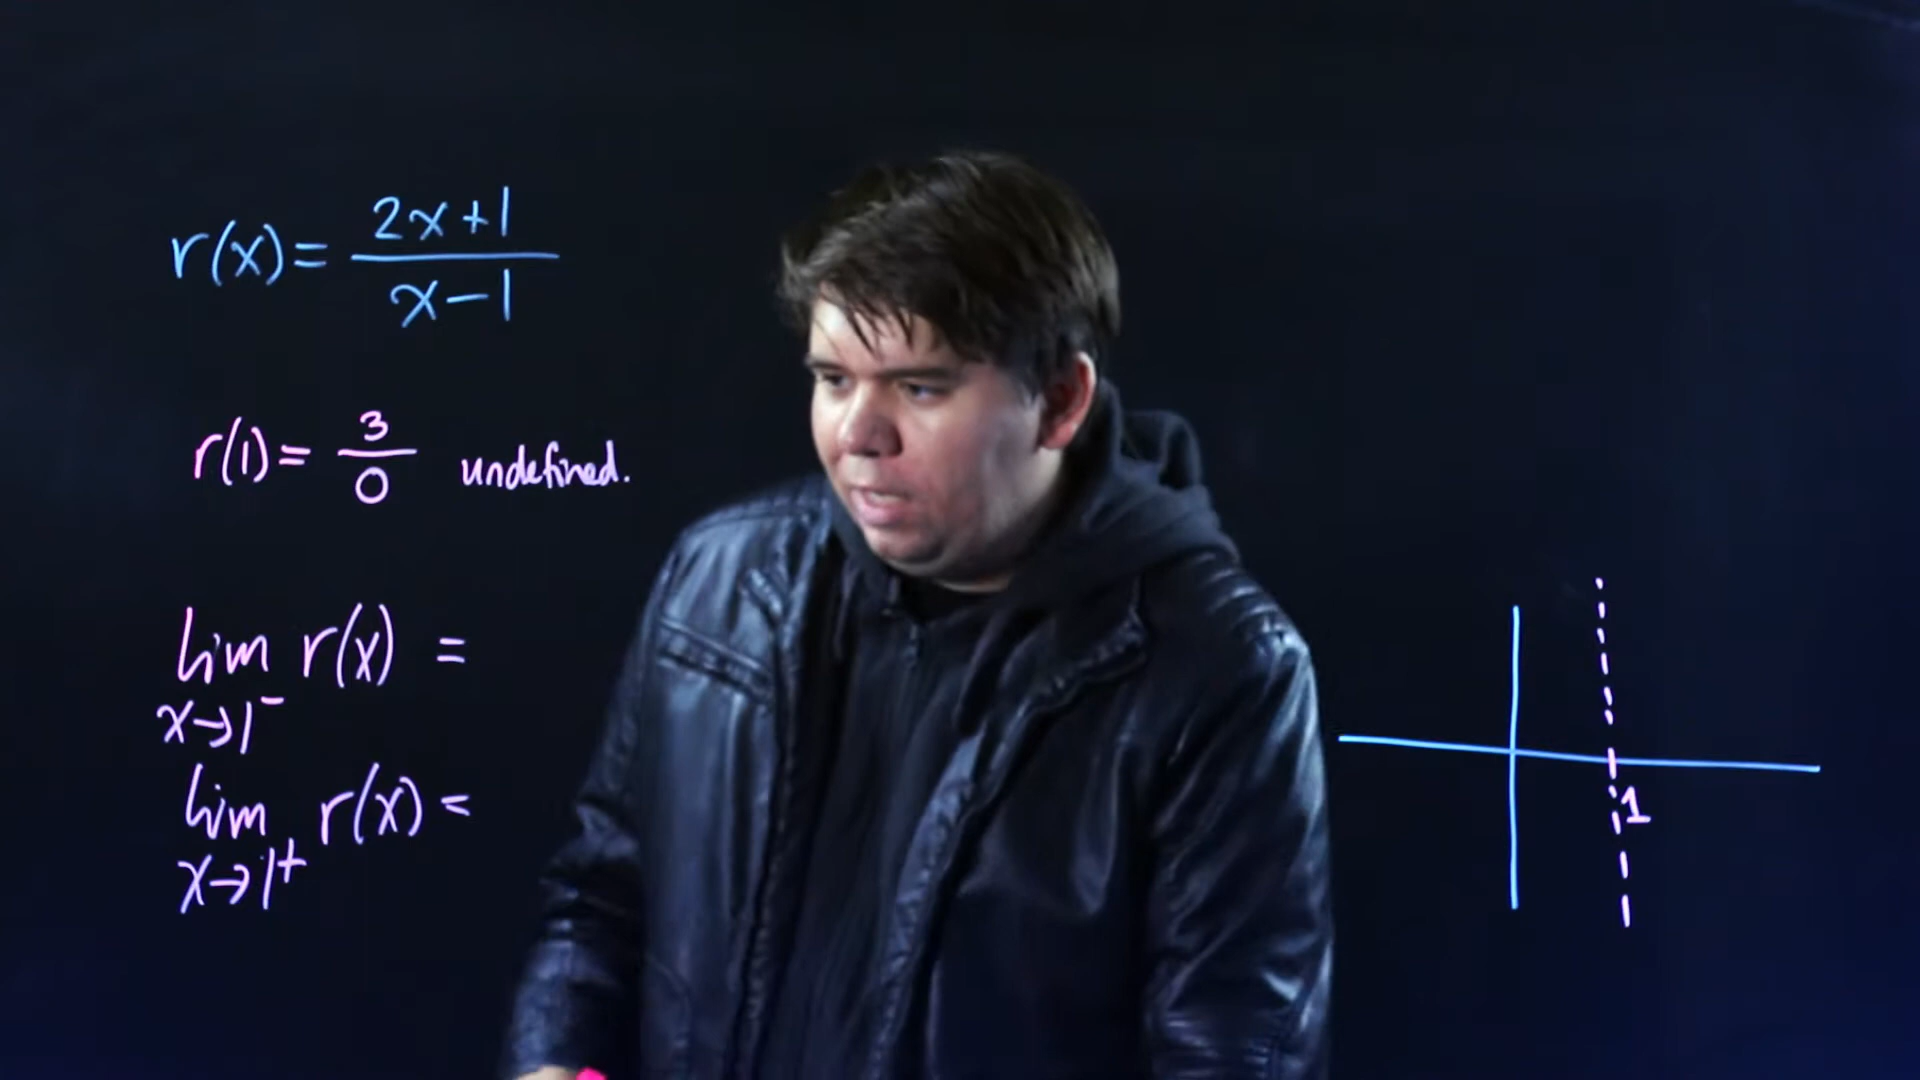 r(x) = 2x+1 / x-1
r(1) = 3/0 undefined.
lim r(x) =
x→1⁻
lim r(x) =
x→1⁺
1